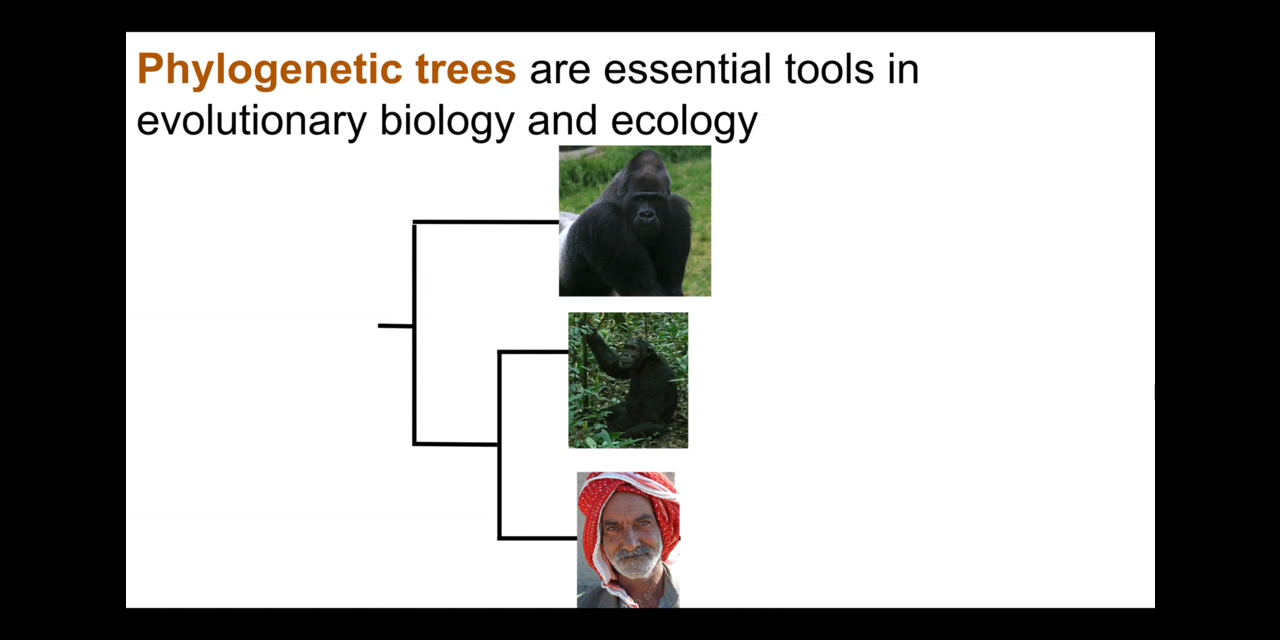 Phylogenetic trees are essential tools in
evolutionary biology and ecology